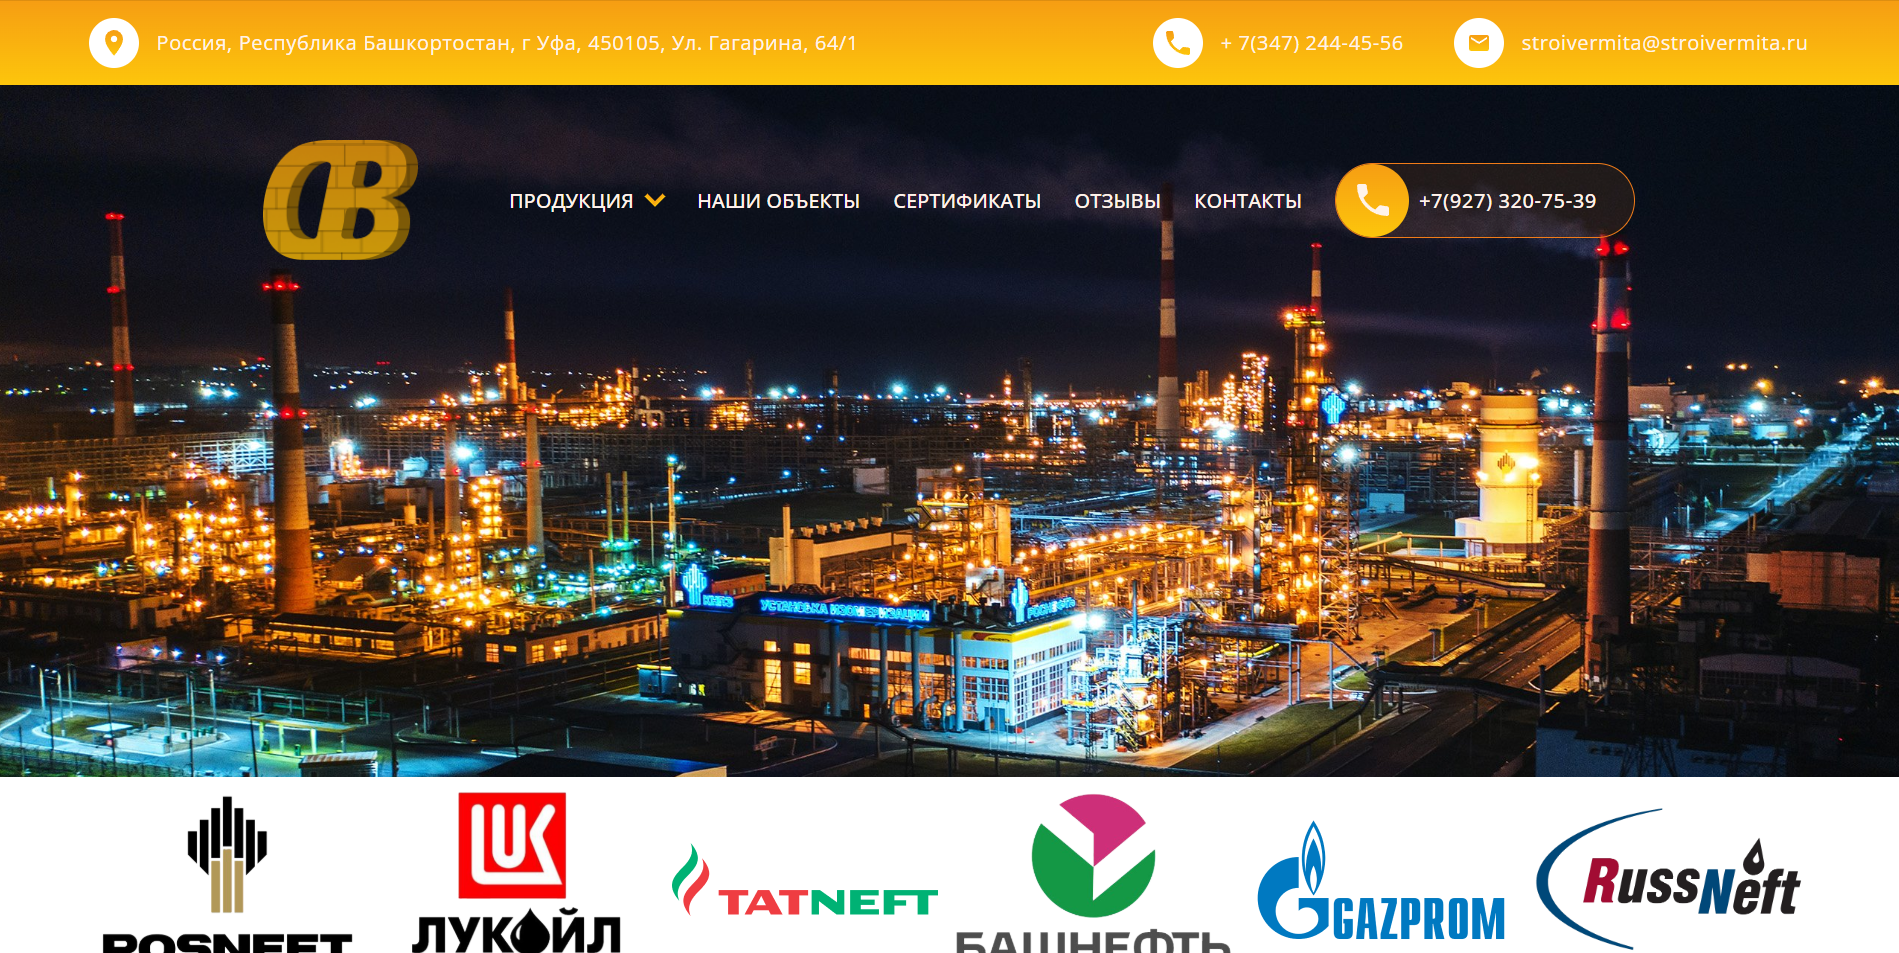 Россия, Республика Башкортостан, г Уфа, 450105, Ул. Гагарина, 64/1
+ 7(347) 244-45-56
stroivermita@stroivermita.ru
СВ
ПРОДУКЦИЯ
НАШИ ОБЪЕКТЫ
СЕРТИФИКАТЫ
ОТЗЫВЫ
КОНТАКТЫ
+7(927) 320-75-39
КНПЗ
УСТАНОВКА ИЗОМЕРИЗАЦИИ
РОСНЕФТЬ
ROSNEFT
LUK
ЛУКОЙЛ
TATNEFT
БАШНЕФТЬ
GAZPROM
RussNeft